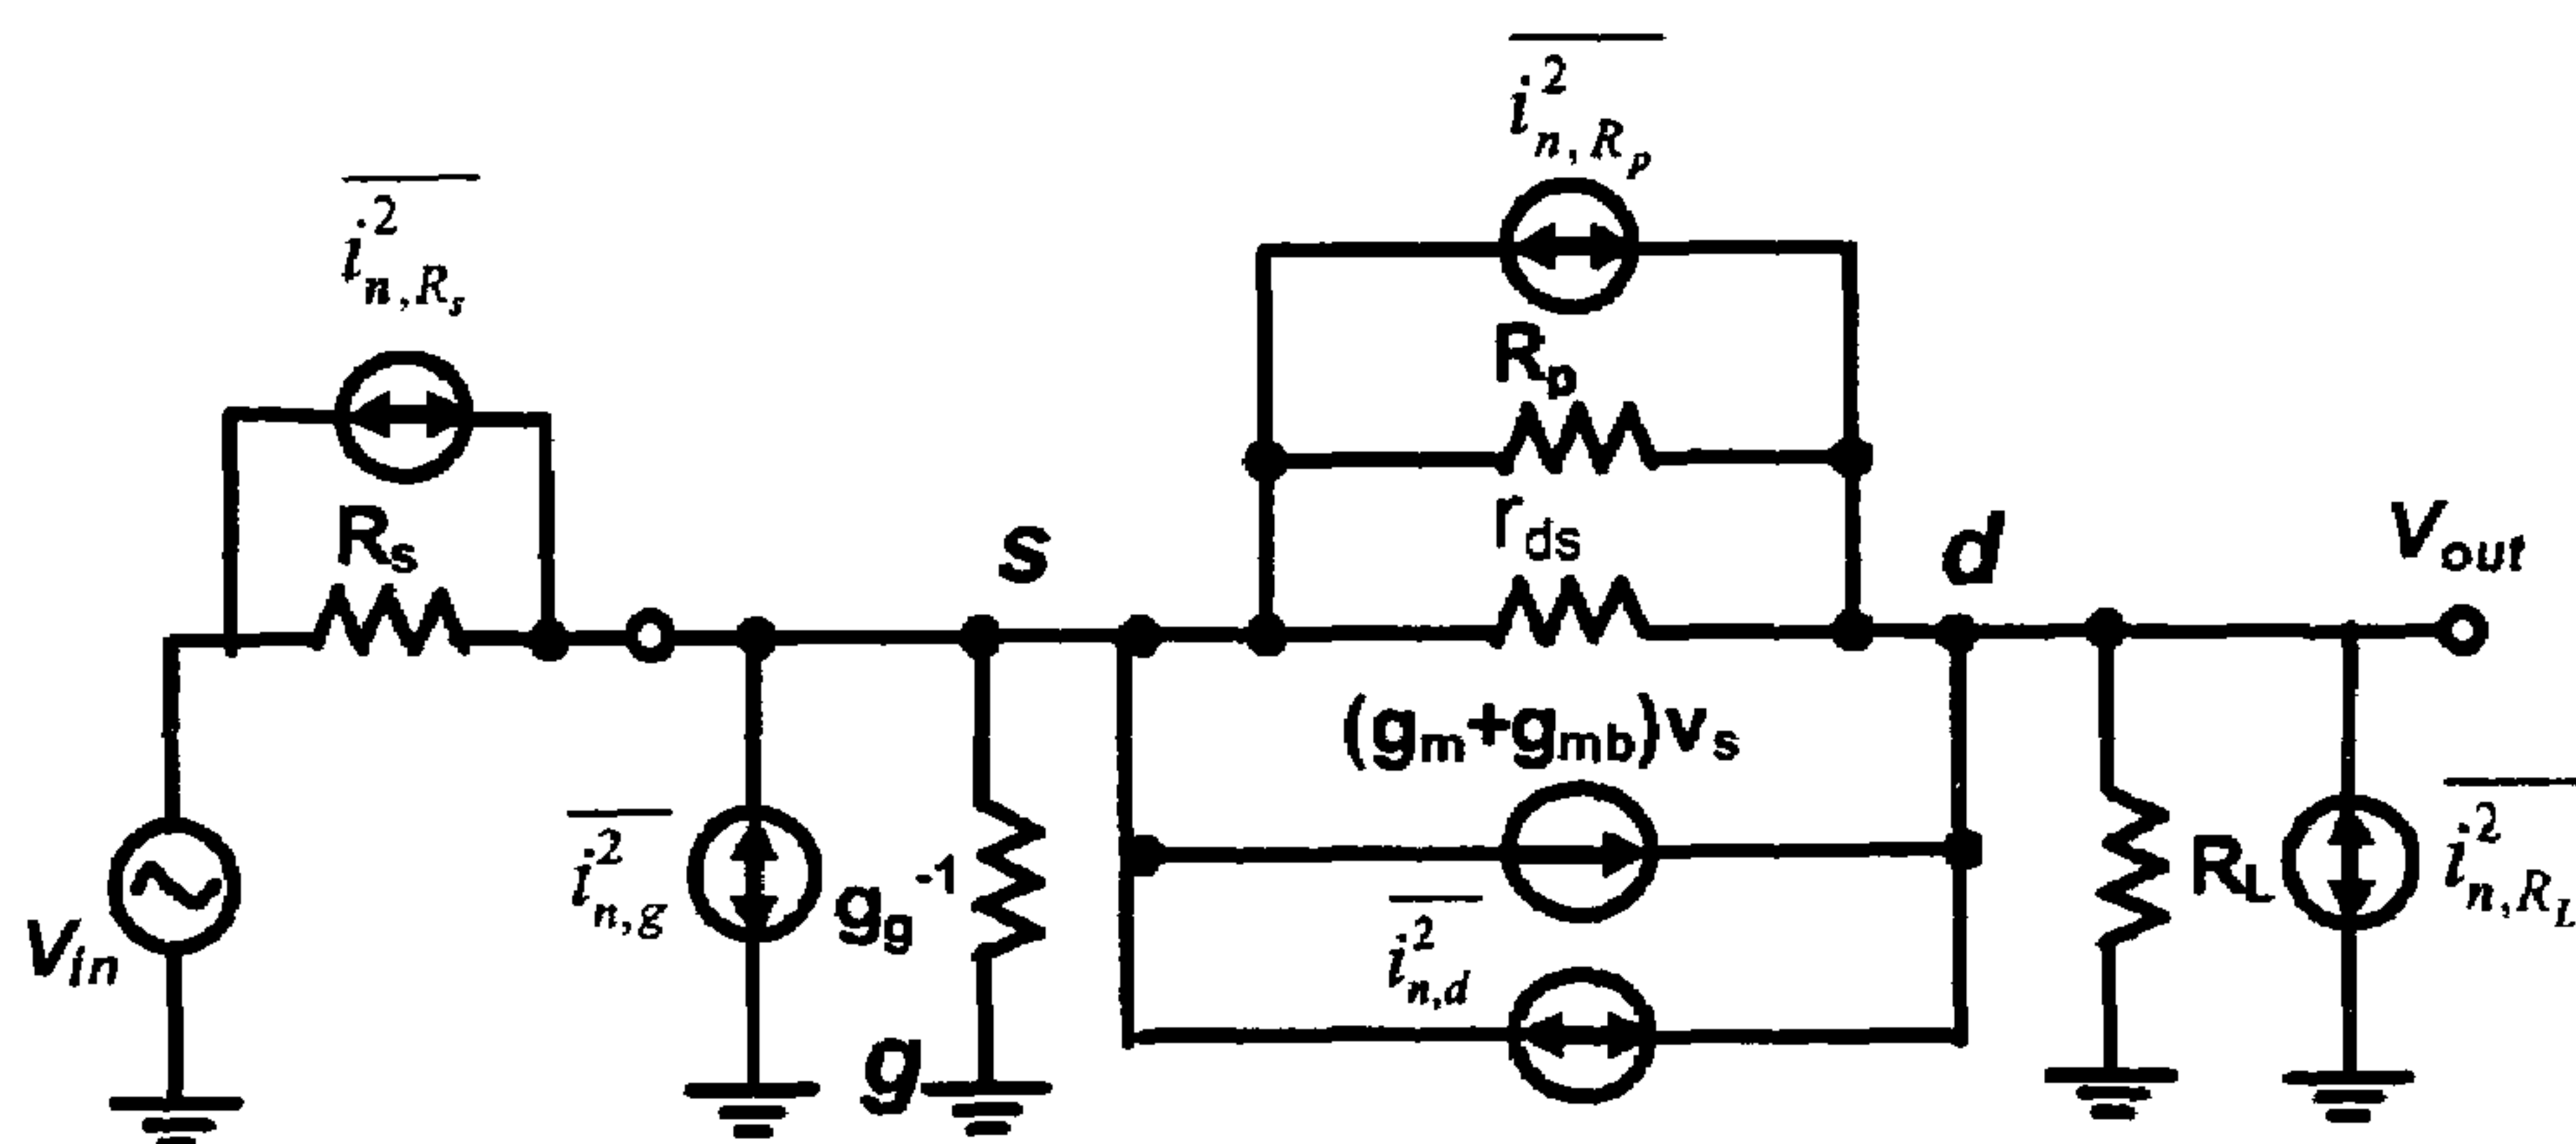 i²n,Rp
i²n,Rs
Rp
Rs
rds
s
d
Vout
(gm+gmb)vs
i²n,g
gg⁻¹
i²n,d
RL
i²n,RL
Vin
g